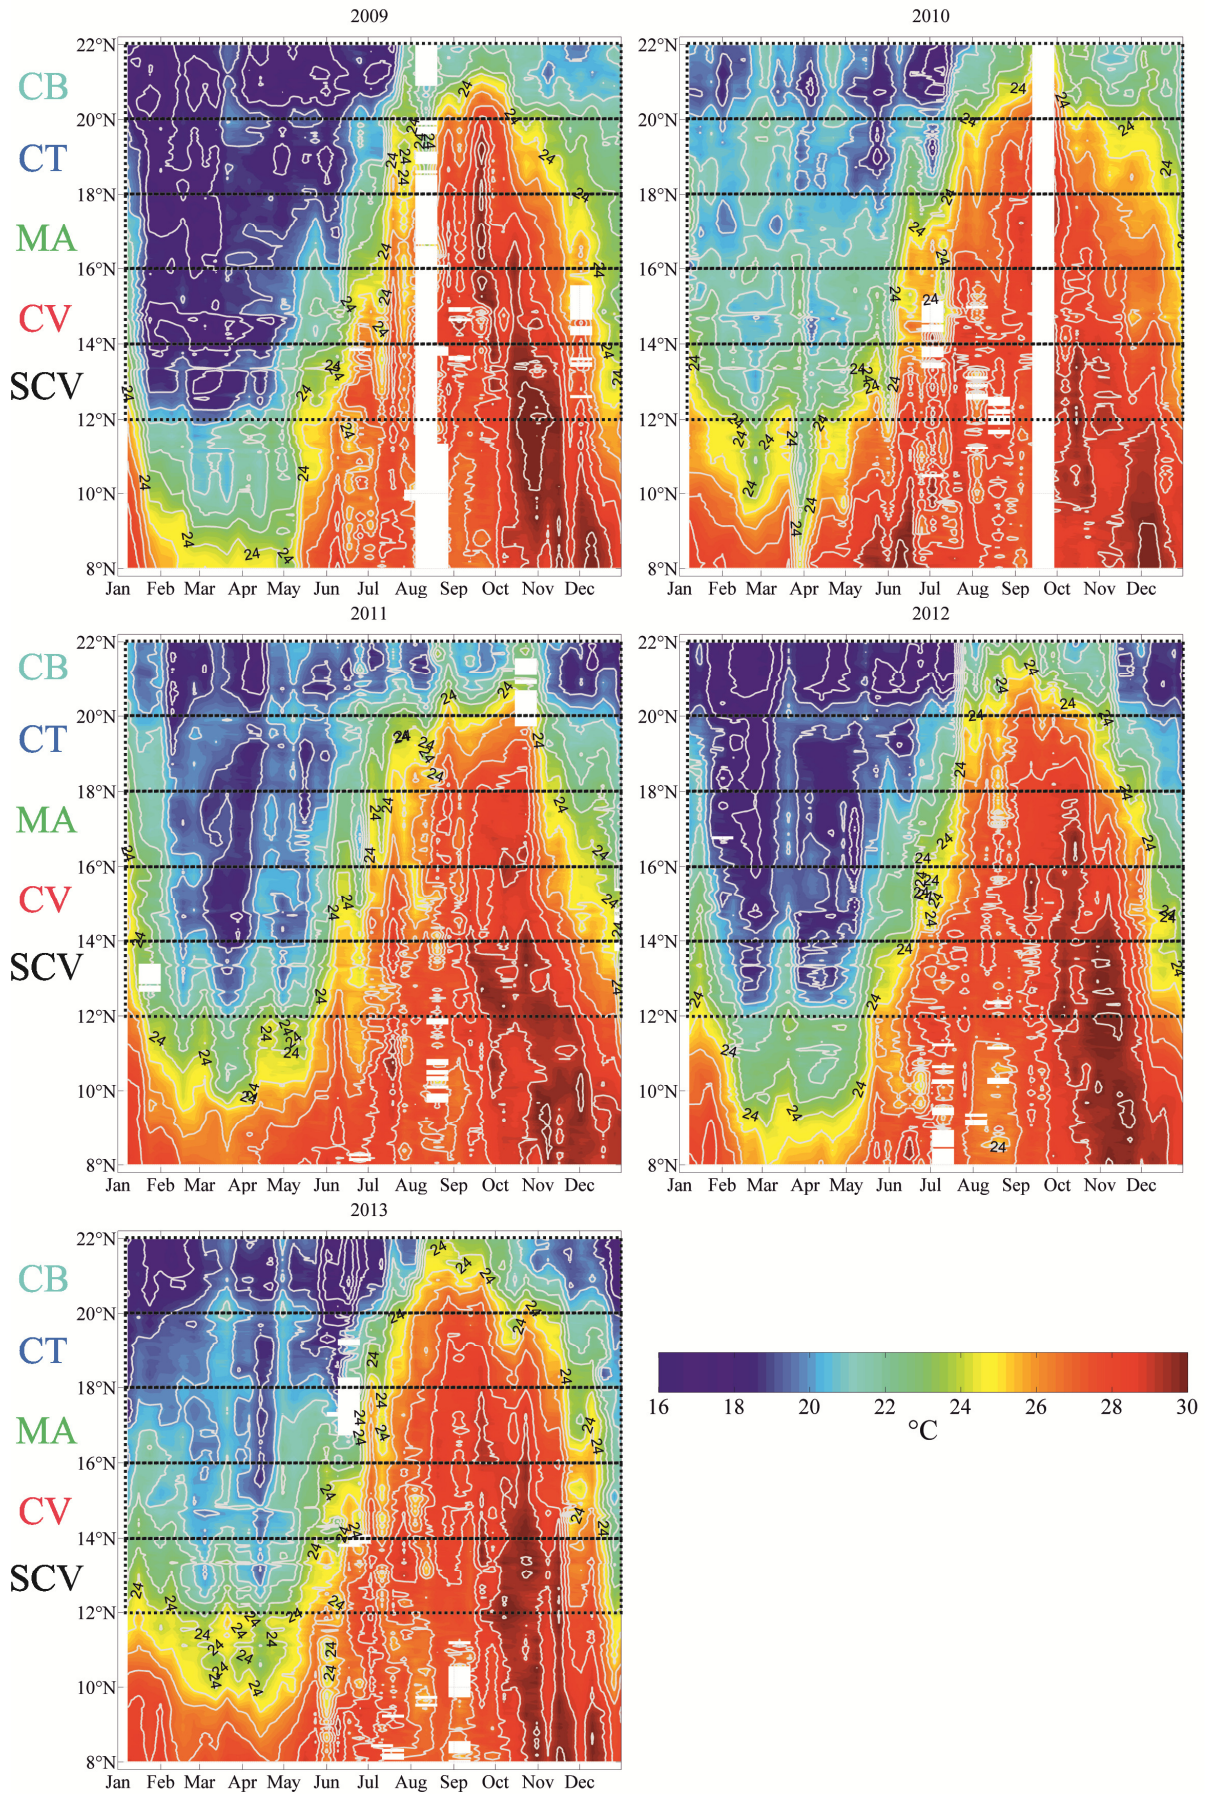 2009 2010
22°N 22°N
CB
20°N 20°N
CT
18°N 18°N
MA
16°N 16°N
CV
14°N 14°N
SCV
12°N 12°N
10°N 10°N
8°N 8°N
Jan Feb Mar Apr May Jun Jul Aug Sep Oct Nov Dec Jan Feb Mar Apr May Jun Jul Aug Sep Oct Nov Dec
2011 2012
22°N 22°N
CB
20°N 20°N
CT
18°N 18°N
MA
16°N 16°N
CV
14°N 14°N
SCV
12°N 12°N
10°N 10°N
8°N 8°N
Jan Feb Mar Apr May Jun Jul Aug Sep Oct Nov Dec Jan Feb Mar Apr May Jun Jul Aug Sep Oct Nov Dec
2013
22°N
CB
20°N
CT
18°N
MA
16°N
CV
14°N
SCV
12°N
10°N
8°N
Jan Feb Mar Apr May Jun Jul Aug Sep Oct Nov Dec
16 18 20 22 24 26 28 30
°C